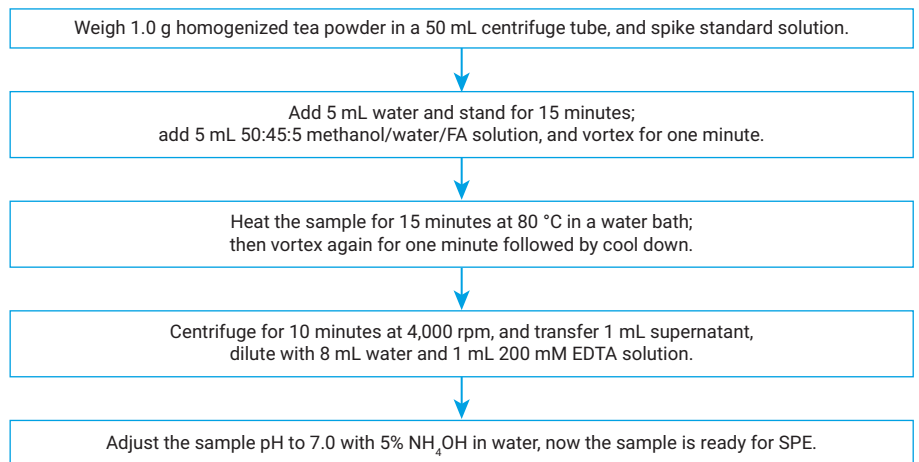 Weigh 1.0 g homogenized tea powder in a 50 mL centrifuge tube, and spike standard solution.
Add 5 mL water and stand for 15 minutes;
add 5 mL 50:45:5 methanol/water/FA solution, and vortex for one minute.
Heat the sample for 15 minutes at 80 °C in a water bath;
then vortex again for one minute followed by cool down.
Centrifuge for 10 minutes at 4,000 rpm, and transfer 1 mL supernatant,
dilute with 8 mL water and 1 mL 200 mM EDTA solution.
Adjust the sample pH to 7.0 with 5% NH₄OH in water, now the sample is ready for SPE.